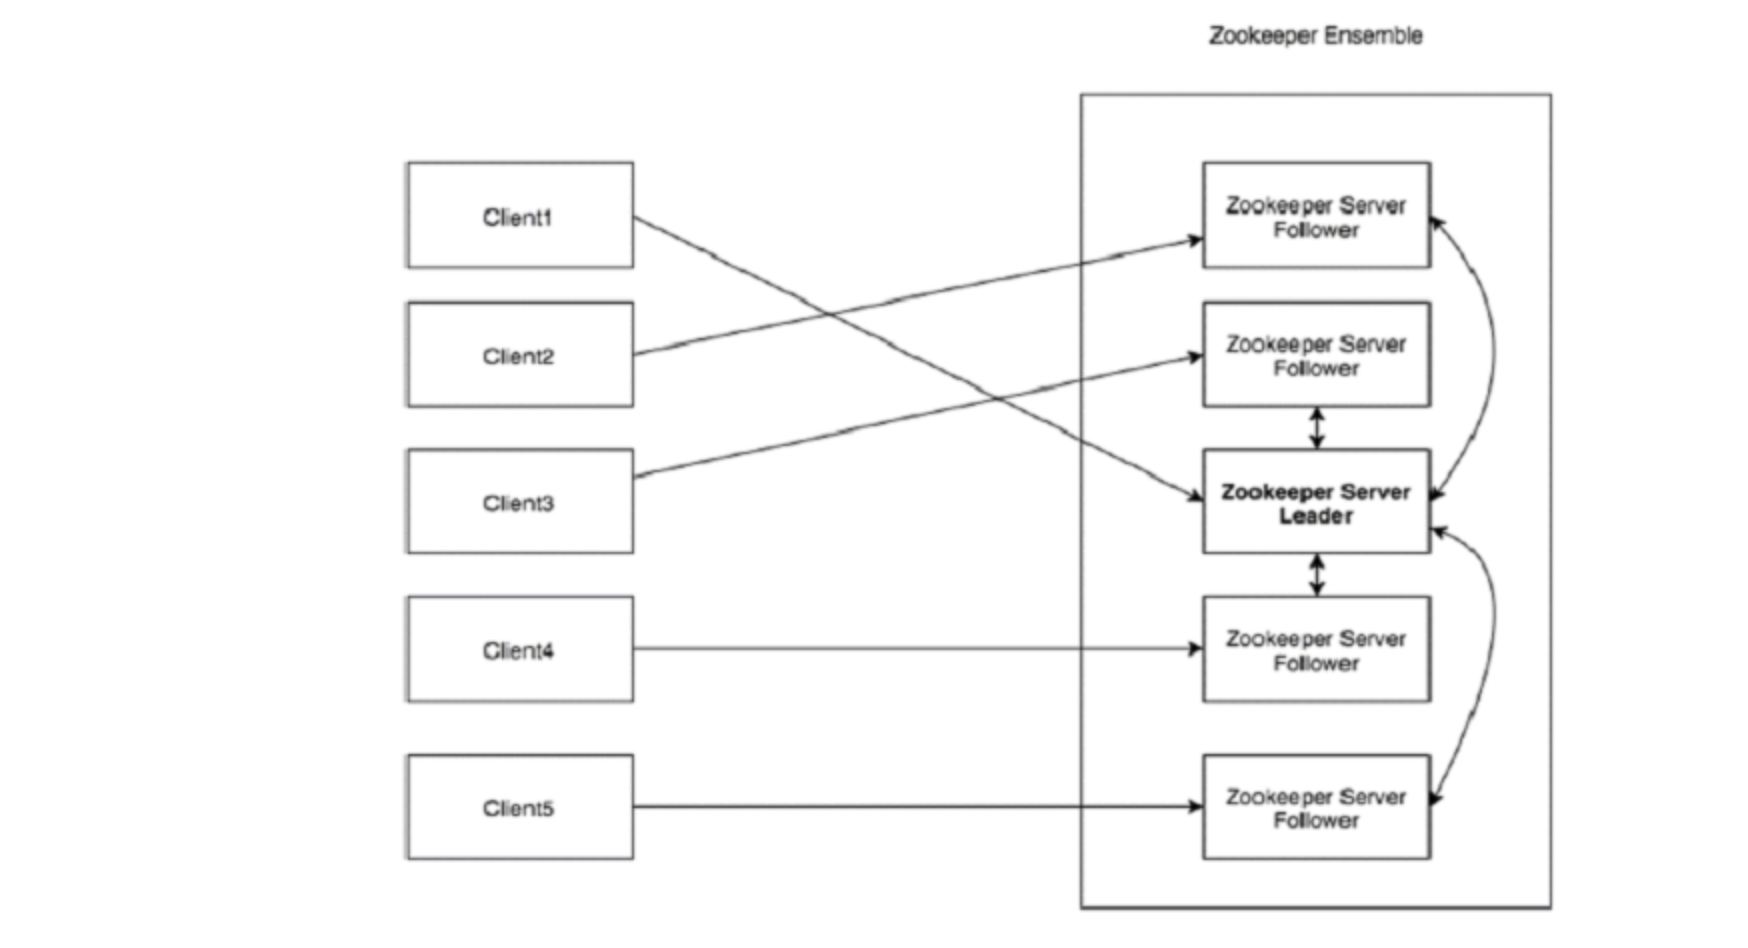 Zookeeper Ensemble
Client1
Client2
Client3
Client4
Client5
Zookeeper Server
Follower
Zookeeper Server
Follower
Zookeeper Server
Leader
Zookeeper Server
Follower
Zookeeper Server
Follower